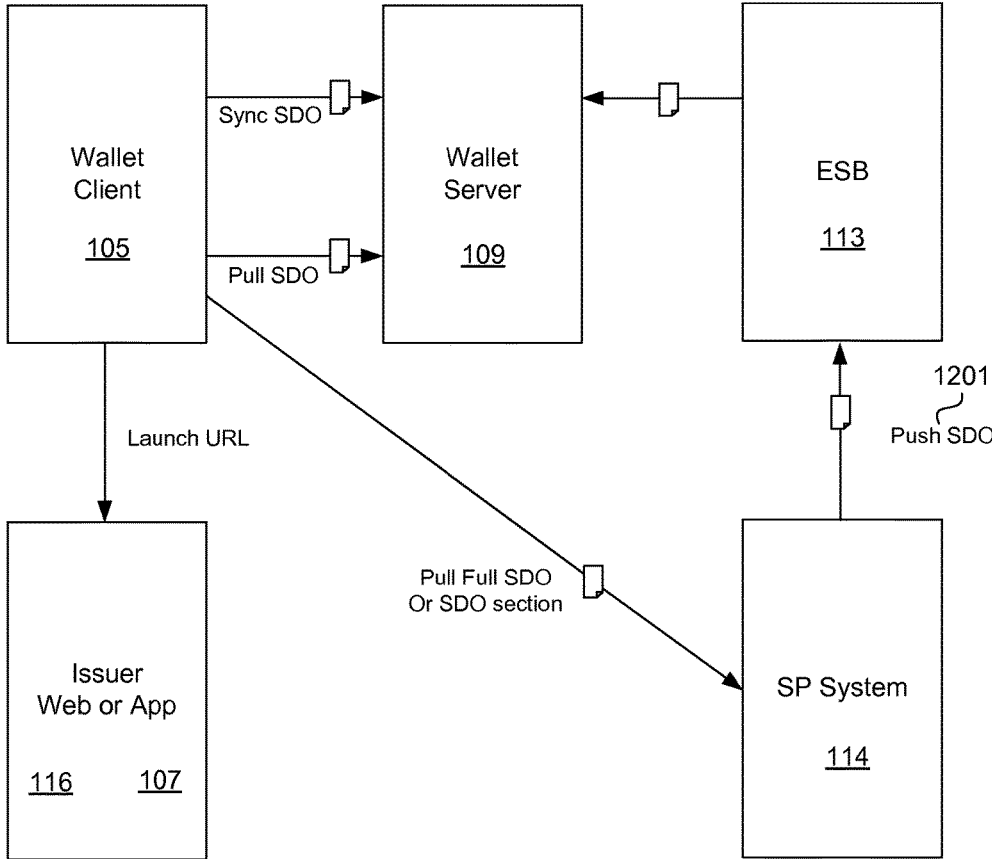 Wallet
Client
105
Sync SDO
Pull SDO
Wallet
Server
109
ESB
113
1201
Push SDO
Launch URL
Pull Full SDO
Or SDO section
Issuer
Web or App
116 107
SP System
114